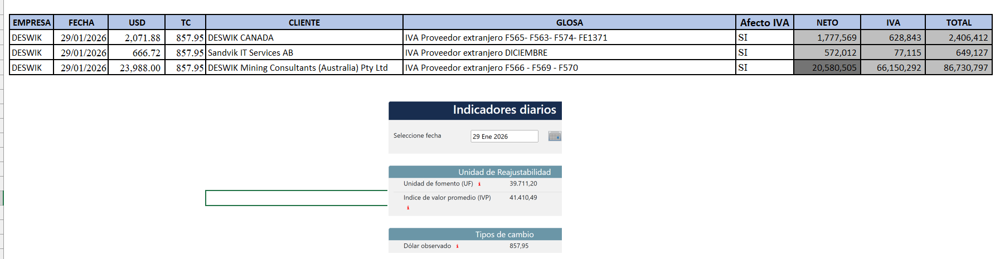 EMPRESA FECHA USD TC CLIENTE GLOSA Afecto IVA NETO IVA TOTAL
DESWIK 29/01/2026 2,071.88 857.95 DESWIK CANADA IVA Proveedor extranjero F565- F563- F574- FE1371 SI 1,777,569 628,843 2,406,412
DESWIK 29/01/2026 666.72 857.95 Sandvik IT Services AB IVA Proveedor extranjero DICIEMBRE SI 572,012 77,115 649,127
DESWIK 29/01/2026 23,988.00 857.95 DESWIK Mining Consultants (Australia) Pty Ltd IVA Proveedor extranjero F566 - F569 - F570 SI 20,580,505 66,150,292 86,730,797
Indicadores diarios
Seleccione fecha 29 Ene 2026
Unidad de Reajustabilidad
Unidad de fomento (UF) 39.711,20
Indice de valor promedio (IVP) 41.410,49
Tipos de cambio
Dólar observado 857,95